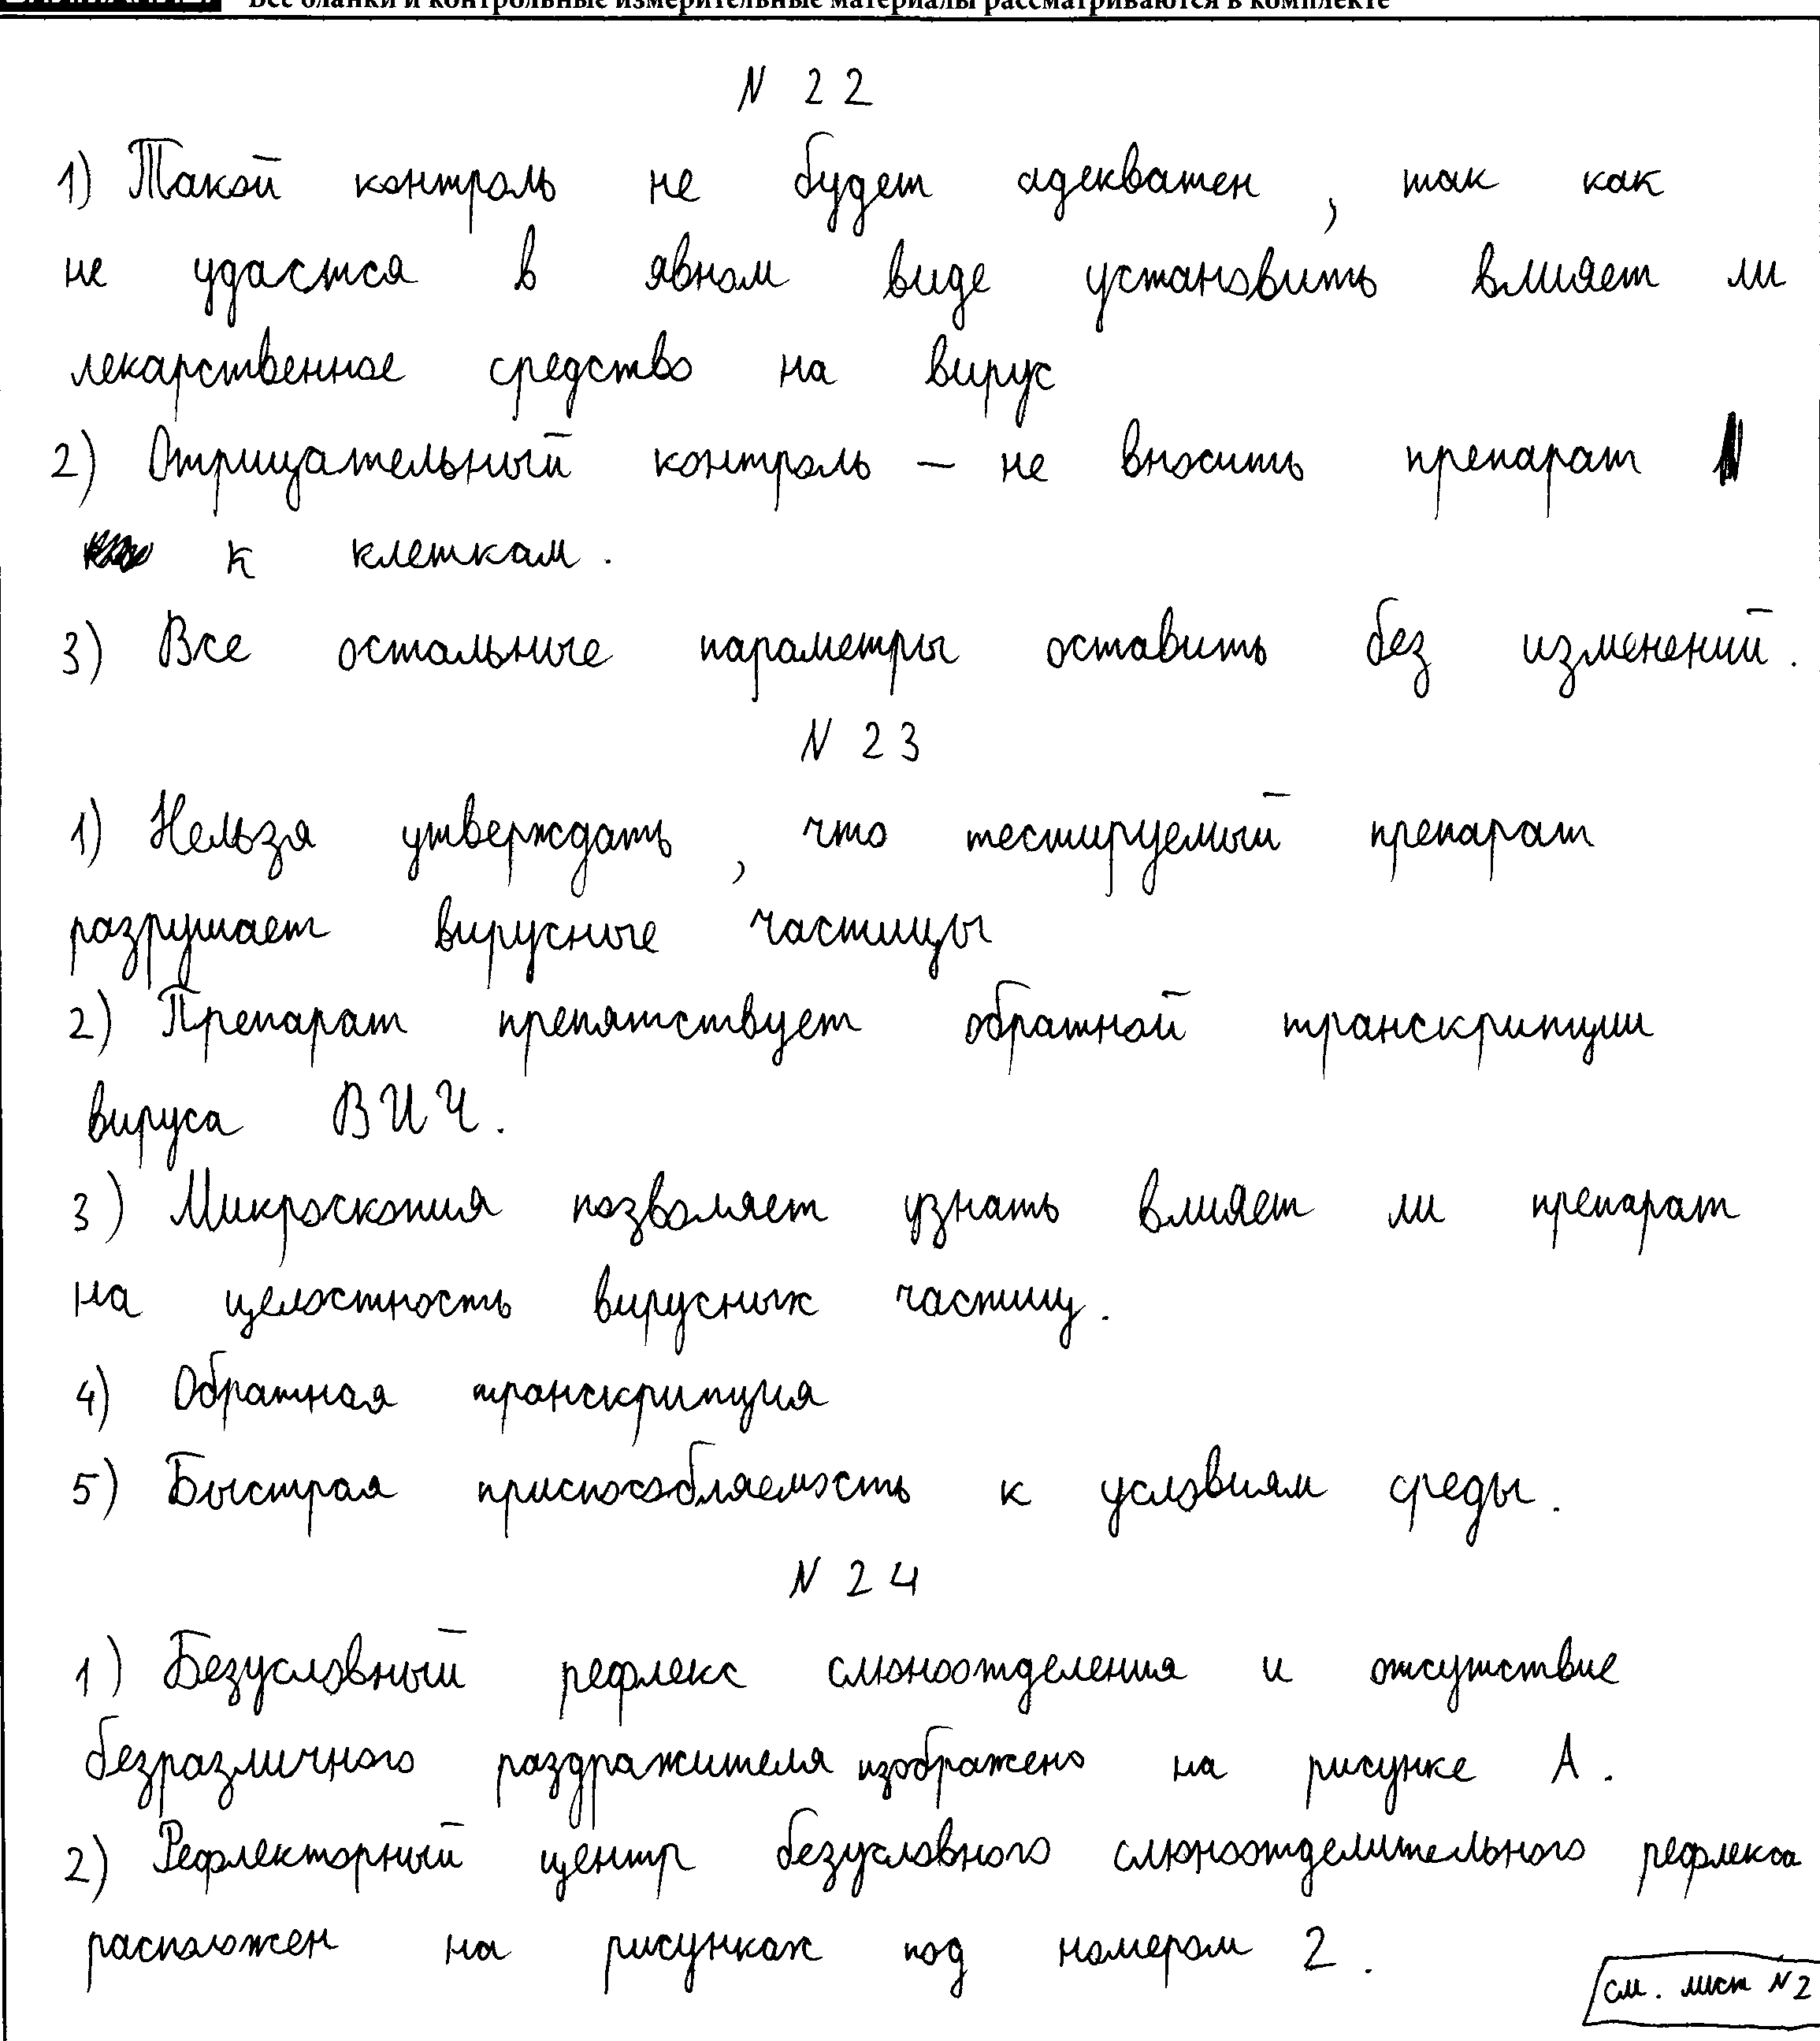 Все бланки и контрольные измерительные материалы рассматриваются в комплекте
N 22
1) Такой контроль не будет адекватен, так как
не удастся в явном виде установить влияет ли
лекарственное средство на вирус
2) Отрицательный контроль – не вносить препарат
к клеткам.
3) Все остальные параметры оставить без изменений.
N 23
1) Нельзя утверждать, что тестируемый препарат
разрушает вирусные частицы
2) Препарат препятствует обратной транскрипции
вируса ВИЧ.
3) Микроскопия позволяет узнать влияет ли препарат
на целостность вирусных частиц.
4) Обратная транскрипция
5) Быстрая приспособляемость к условиям среды.
N 24
1) Безусловный рефлекс слюноотделения и отсутствие
безразличного раздражителя изображено на рисунке А.
2) Рефлекторный центр безусловного слюноотделительного рефлекса
расположен на рисунках под номером 2.
см. лист N2